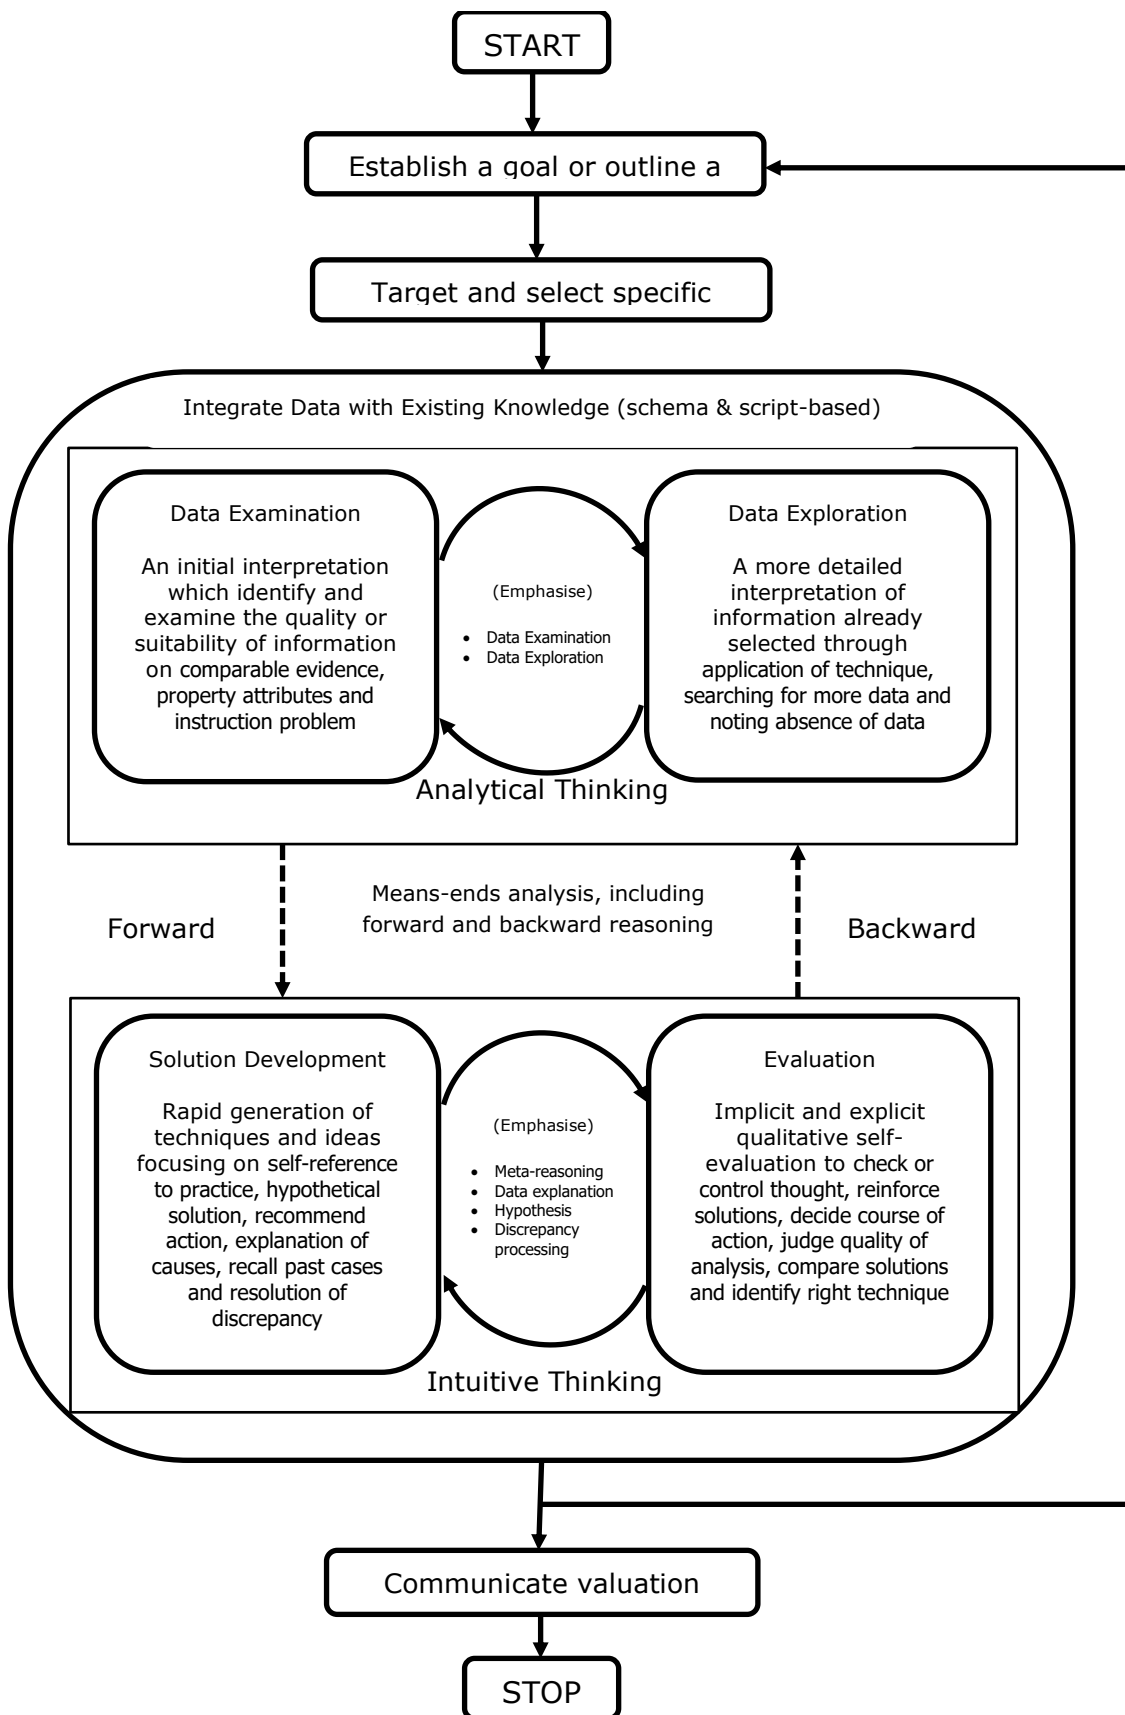 START
Establish a goal or outline a
Target and select specific
Integrate Data with Existing Knowledge (schema & script-based)
Data Examination
An initial interpretation
which identify and
examine the quality or
suitability of information
on comparable evidence,
property attributes and
instruction problem
(Emphasise)
• Data Examination
• Data Exploration
Data Exploration
A more detailed
interpretation of
information already
selected through
application of technique,
searching for more data and
noting absence of data
Analytical Thinking
Forward
Means-ends analysis, including
forward and backward reasoning
Backward
Solution Development
Rapid generation of
techniques and ideas
focusing on self-reference
to practice, hypothetical
solution, recommend
action, explanation of
causes, recall past cases
and resolution of
discrepancy
(Emphasise)
• Meta-reasoning
• Data explanation
• Hypothesis
• Discrepancy
processing
Evaluation
Implicit and explicit
qualitative self-
evaluation to check or
control thought, reinforce
solutions, decide course of
action, judge quality of
analysis, compare solutions
and identify right technique
Intuitive Thinking
Communicate valuation
STOP